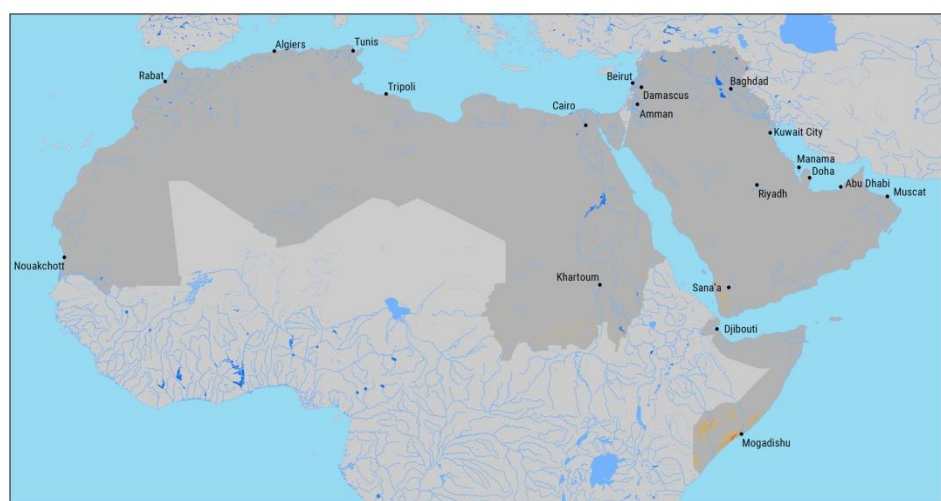 Algiers
Tunis
Rabat
Tripoli
Beirut
Damascus
Baghdad
Amman
Cairo
Kuwait City
Manama
Doha
Abu Dhabi
Riyadh
Muscat
Nouakchott
Khartoum
Sana'a
Djibouti
Mogadishu